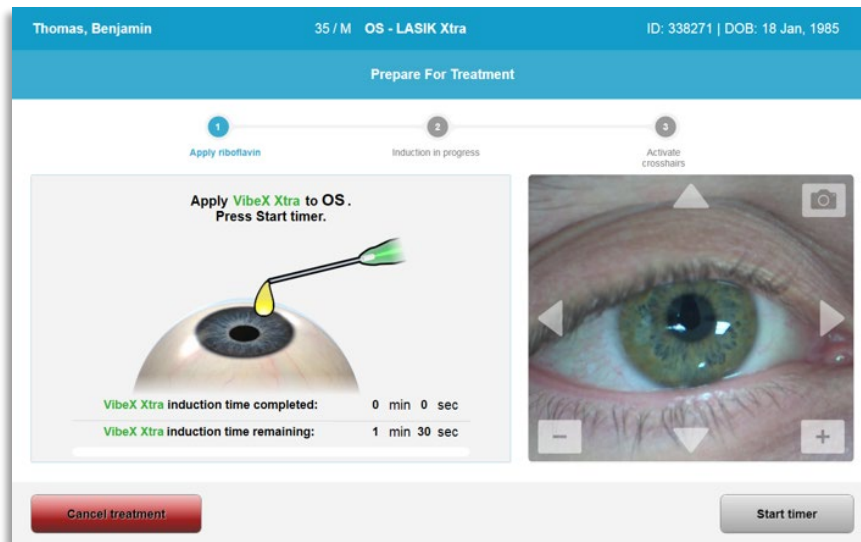 Thomas, Benjamin 35 / M OS - LASIK Xtra ID: 338271 | DOB: 18 Jan, 1985
Prepare For Treatment
1 2 3
Apply riboflavin Induction in progress Activate
crosshairs
Apply VibeX Xtra to OS.
Press Start timer.
VibeX Xtra induction time completed: 0 min 0 sec
VibeX Xtra induction time remaining: 1 min 30 sec
- +
Cancel treatment Start timer